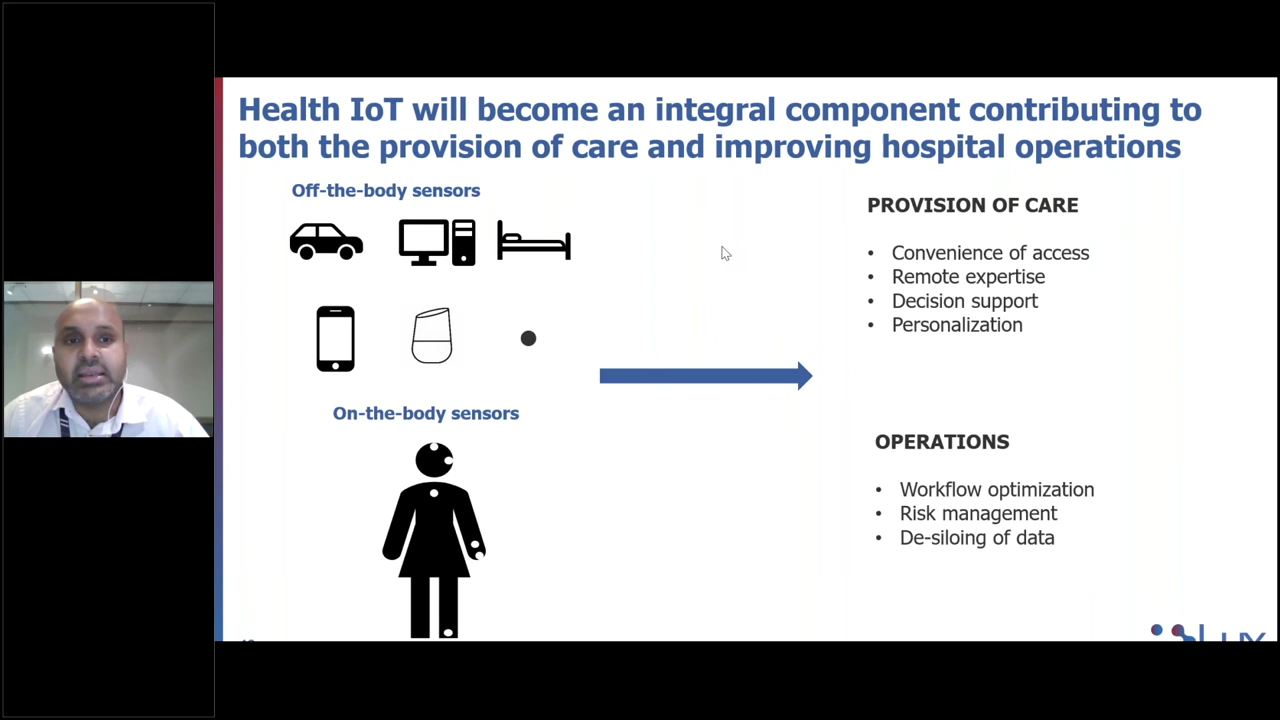 Health IoT will become an integral component contributing to
both the provision of care and improving hospital operations
Off-the-body sensors
On-the-body sensors
PROVISION OF CARE
• Convenience of access
• Remote expertise
• Decision support
• Personalization
OPERATIONS
• Workflow optimization
• Risk management
• De-siloing of data